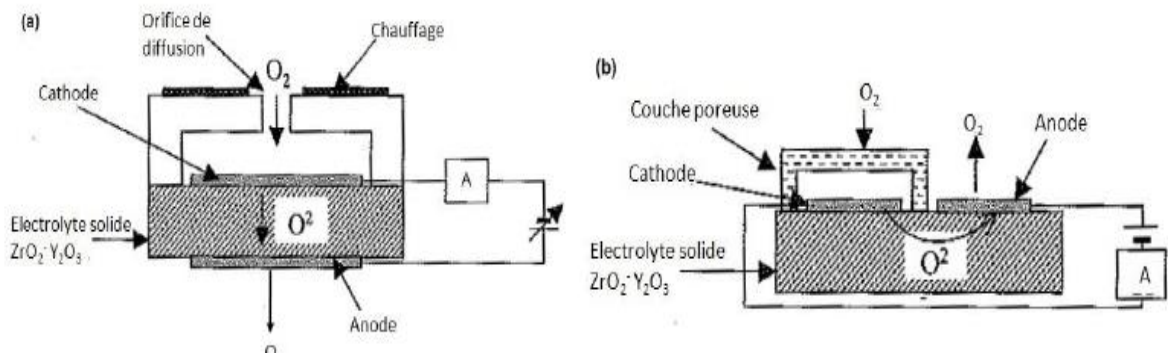 (a)
Orifice de
diffusion
Chauffage
O₂
Cathode
A
O²
Electrolyte solide
ZrO₂-Y₂O₃
Anode
(b)
O₂
O₂
Couche poreuse
Anode
Cathode
Electrolyte solide
ZrO₂-Y₂O₃
O²
A